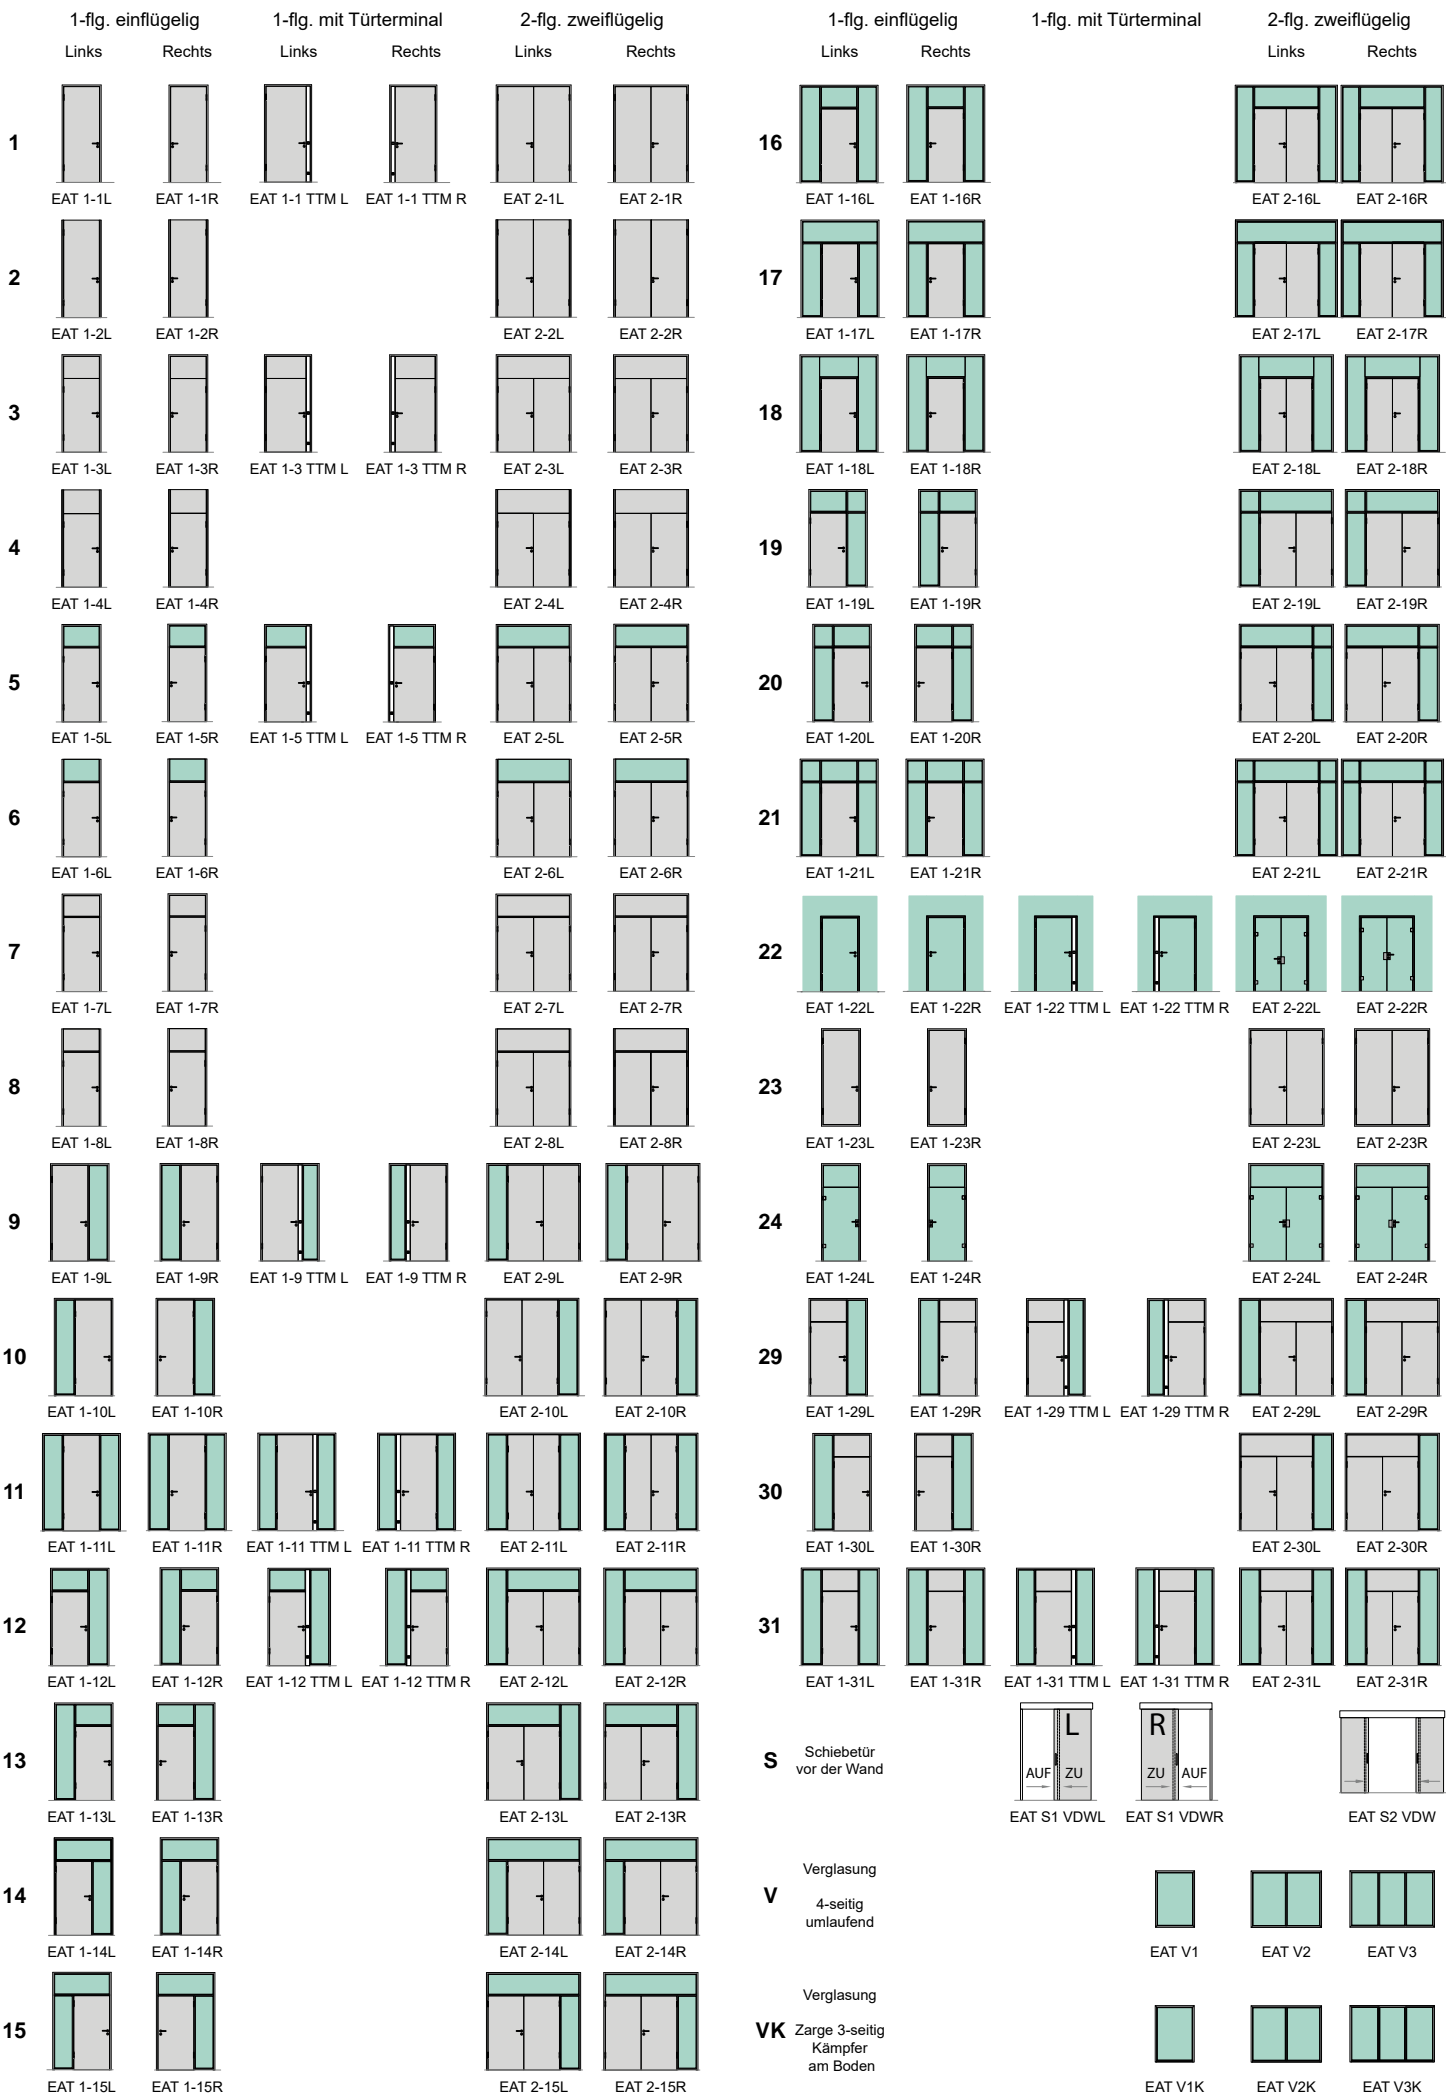 1-flg. einflügelig 1-flg. mit Türterminal 2-flg. zweiflügelig
Links Rechts Links Rechts Links Rechts
1
EAT 1-1L EAT 1-1R EAT 1-1 TTM L EAT 1-1 TTM R EAT 2-1L EAT 2-1R
2
EAT 1-2L EAT 1-2R EAT 2-2L EAT 2-2R
3
EAT 1-3L EAT 1-3R EAT 1-3 TTM L EAT 1-3 TTM R EAT 2-3L EAT 2-3R
4
EAT 1-4L EAT 1-4R EAT 2-4L EAT 2-4R
5
EAT 1-5L EAT 1-5R EAT 1-5 TTM L EAT 1-5 TTM R EAT 2-5L EAT 2-5R
6
EAT 1-6L EAT 1-6R EAT 2-6L EAT 2-6R
7
EAT 1-7L EAT 1-7R EAT 2-7L EAT 2-7R
8
EAT 1-8L EAT 1-8R EAT 2-8L EAT 2-8R
9
EAT 1-9L EAT 1-9R EAT 1-9 TTM L EAT 1-9 TTM R EAT 2-9L EAT 2-9R
10
EAT 1-10L EAT 1-10R EAT 2-10L EAT 2-10R
11
EAT 1-11L EAT 1-11R EAT 1-11 TTM L EAT 1-11 TTM R EAT 2-11L EAT 2-11R
12
EAT 1-12L EAT 1-12R EAT 1-12 TTM L EAT 1-12 TTM R EAT 2-12L EAT 2-12R
13
EAT 1-13L EAT 1-13R EAT 2-13L EAT 2-13R
14
EAT 1-14L EAT 1-14R EAT 2-14L EAT 2-14R
15
EAT 1-15L EAT 1-15R EAT 2-15L EAT 2-15R
1-flg. einflügelig 1-flg. mit Türterminal 2-flg. zweiflügelig
Links Rechts Links Rechts
16
EAT 1-16L EAT 1-16R EAT 2-16L EAT 2-16R
17
EAT 1-17L EAT 1-17R EAT 2-17L EAT 2-17R
18
EAT 1-18L EAT 1-18R EAT 2-18L EAT 2-18R
19
EAT 1-19L EAT 1-19R EAT 2-19L EAT 2-19R
20
EAT 1-20L EAT 1-20R EAT 2-20L EAT 2-20R
21
EAT 1-21L EAT 1-21R EAT 2-21L EAT 2-21R
22
EAT 1-22L EAT 1-22R EAT 1-22 TTM L EAT 1-22 TTM R EAT 2-22L EAT 2-22R
23
EAT 1-23L EAT 1-23R EAT 2-23L EAT 2-23R
24
EAT 1-24L EAT 1-24R EAT 2-24L EAT 2-24R
29
EAT 1-29L EAT 1-29R EAT 1-29 TTM L EAT 1-29 TTM R EAT 2-29L EAT 2-29R
30
EAT 1-30L EAT 1-30R EAT 2-30L EAT 2-30R
31
EAT 1-31L EAT 1-31R EAT 1-31 TTM L EAT 1-31 TTM R EAT 2-31L EAT 2-31R
S
Schiebetür
vor der Wand
L R
AUF ZU ZU AUF
EAT S1 VDWL EAT S1 VDWR EAT S2 VDW
V
Verglasung
4-seitig
umlaufend
EAT V1 EAT V2 EAT V3
VK
Verglasung
Zarge 3-seitig
Kämpfer
am Boden
EAT V1K EAT V2K EAT V3K